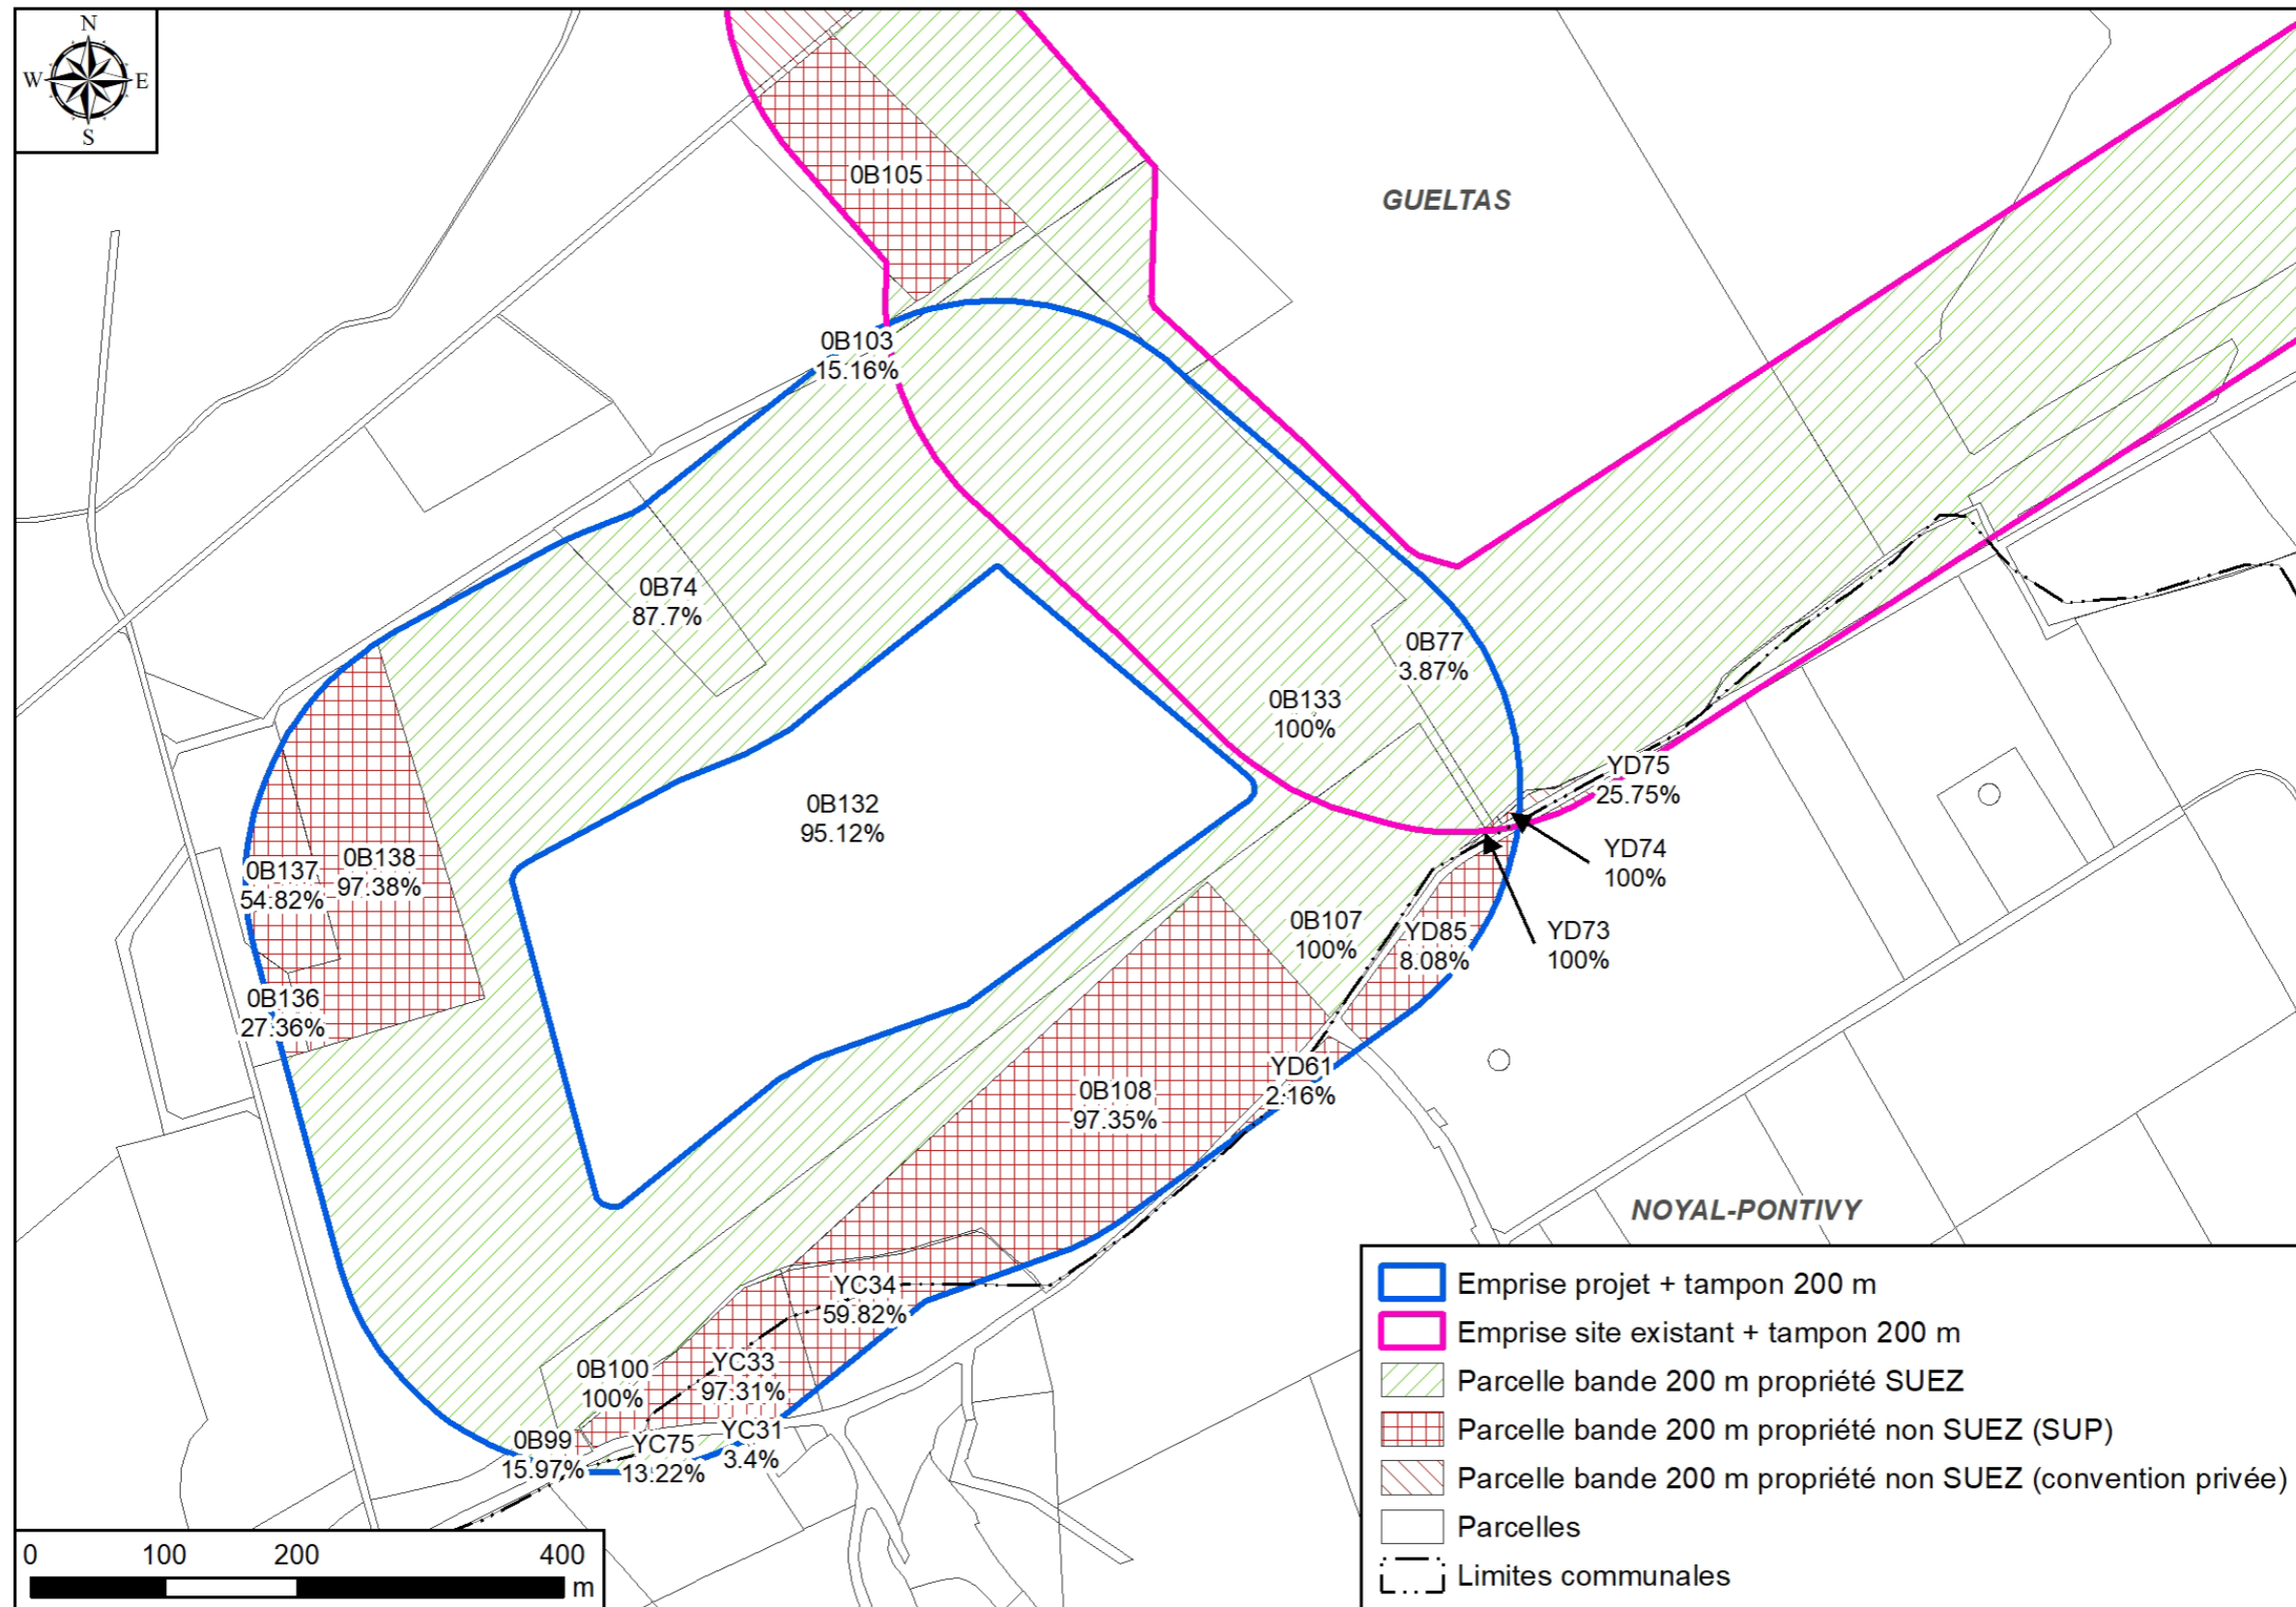 N
W
E
S
0B105
GUELTAS
0B103
15.16%
0B74
87.7%
0B77
3.87%
0B133
100%
YD75
25.75%
0B132
95.12%
YD74
100%
0B137
54.82%
0B138
97.38%
0B107
100%
YD85
8.08%
YD73
100%
0B136
27.36%
YD61
2.16%
0B108
97.35%
NOYAL-PONTIVY
YC34
59.82%
0B100
100%
YC33
97.31%
0B99
15.97%
YC75
13.22%
YC31
3.4%
Emprise projet + tampon 200 m
Emprise site existant + tampon 200 m
Parcelle bande 200 m propriété SUEZ
Parcelle bande 200 m propriété non SUEZ (SUP)
Parcelle bande 200 m propriété non SUEZ (convention privée)
Parcelles
Limites communales
0 100 200 400
m